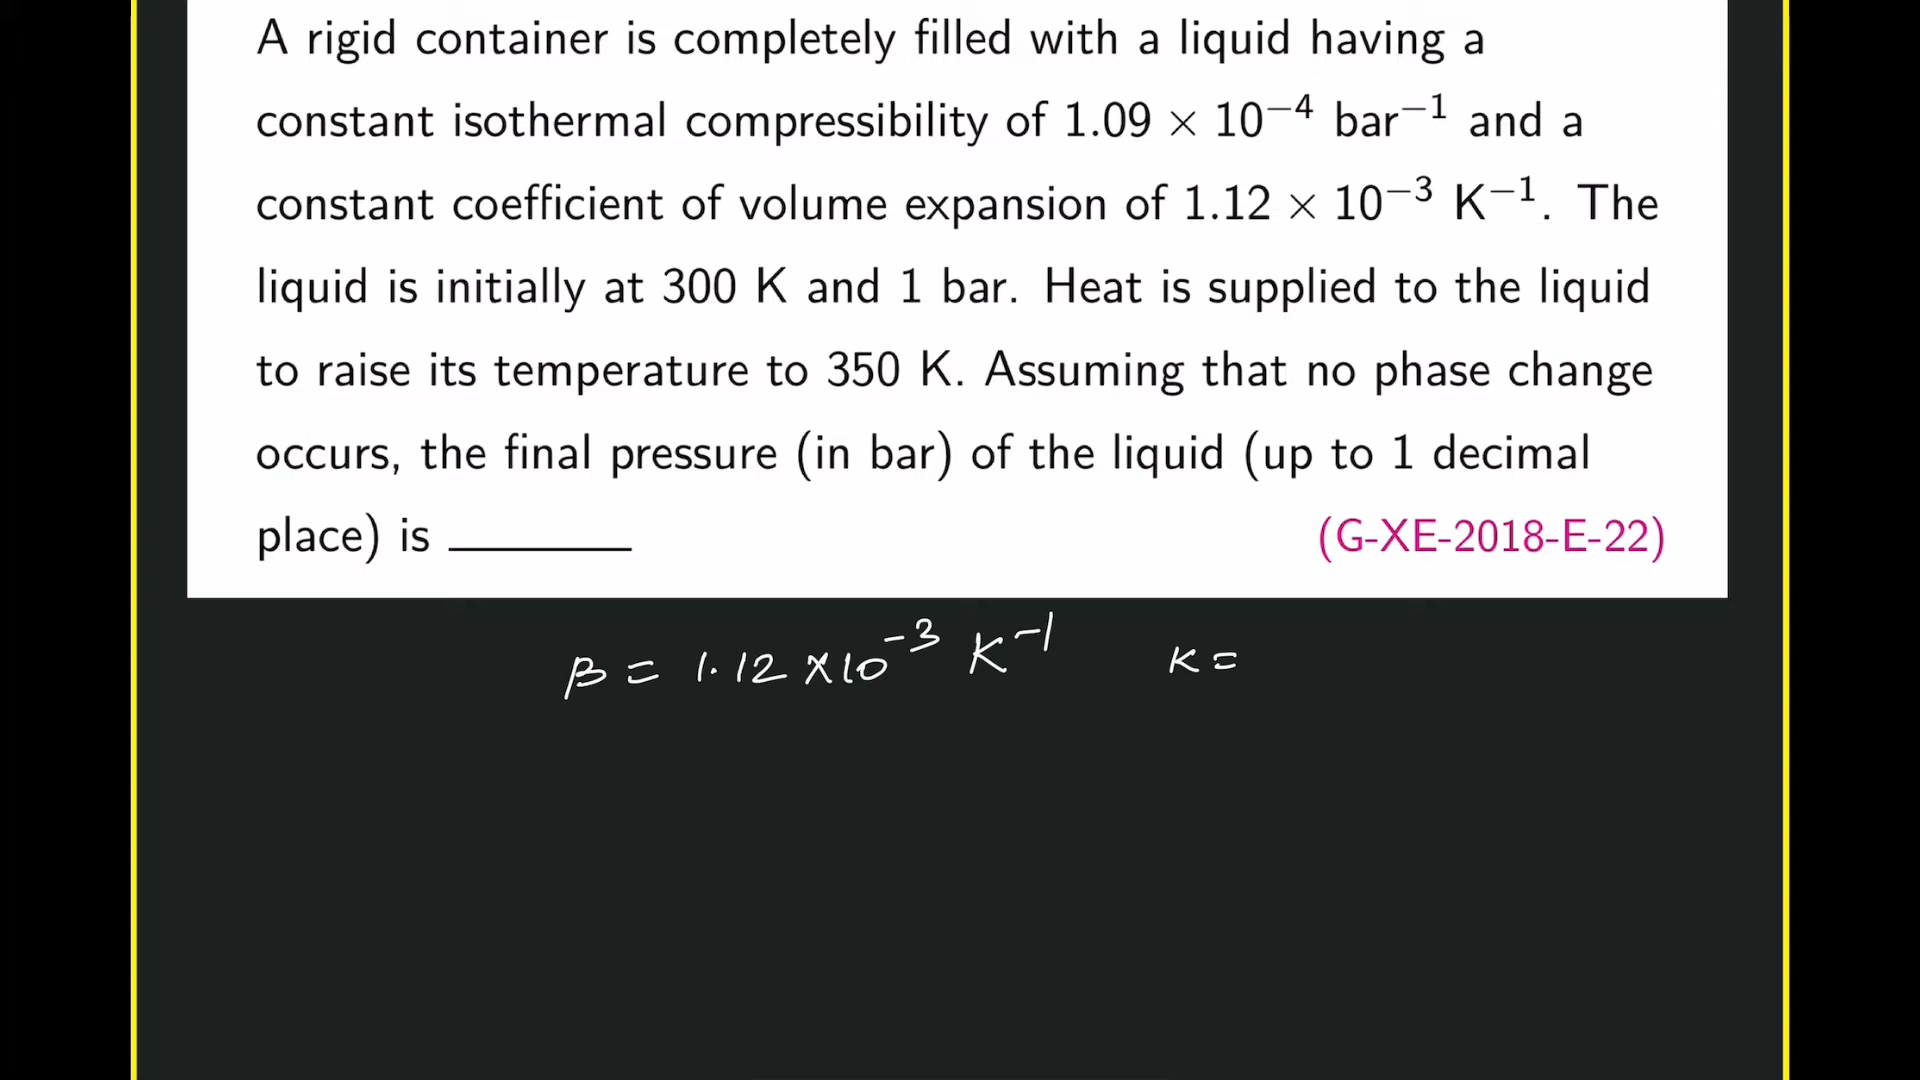 A rigid container is completely filled with a liquid having a
constant isothermal compressibility of 1.09 × 10⁻⁴ bar⁻¹ and a
constant coefficient of volume expansion of 1.12 × 10⁻³ K⁻¹. The
liquid is initially at 300 K and 1 bar. Heat is supplied to the liquid
to raise its temperature to 350 K. Assuming that no phase change
occurs, the final pressure (in bar) of the liquid (up to 1 decimal
place) is ______ (G-XE-2018-E-22)
β = 1.12 ×10⁻³ K⁻¹ κ =